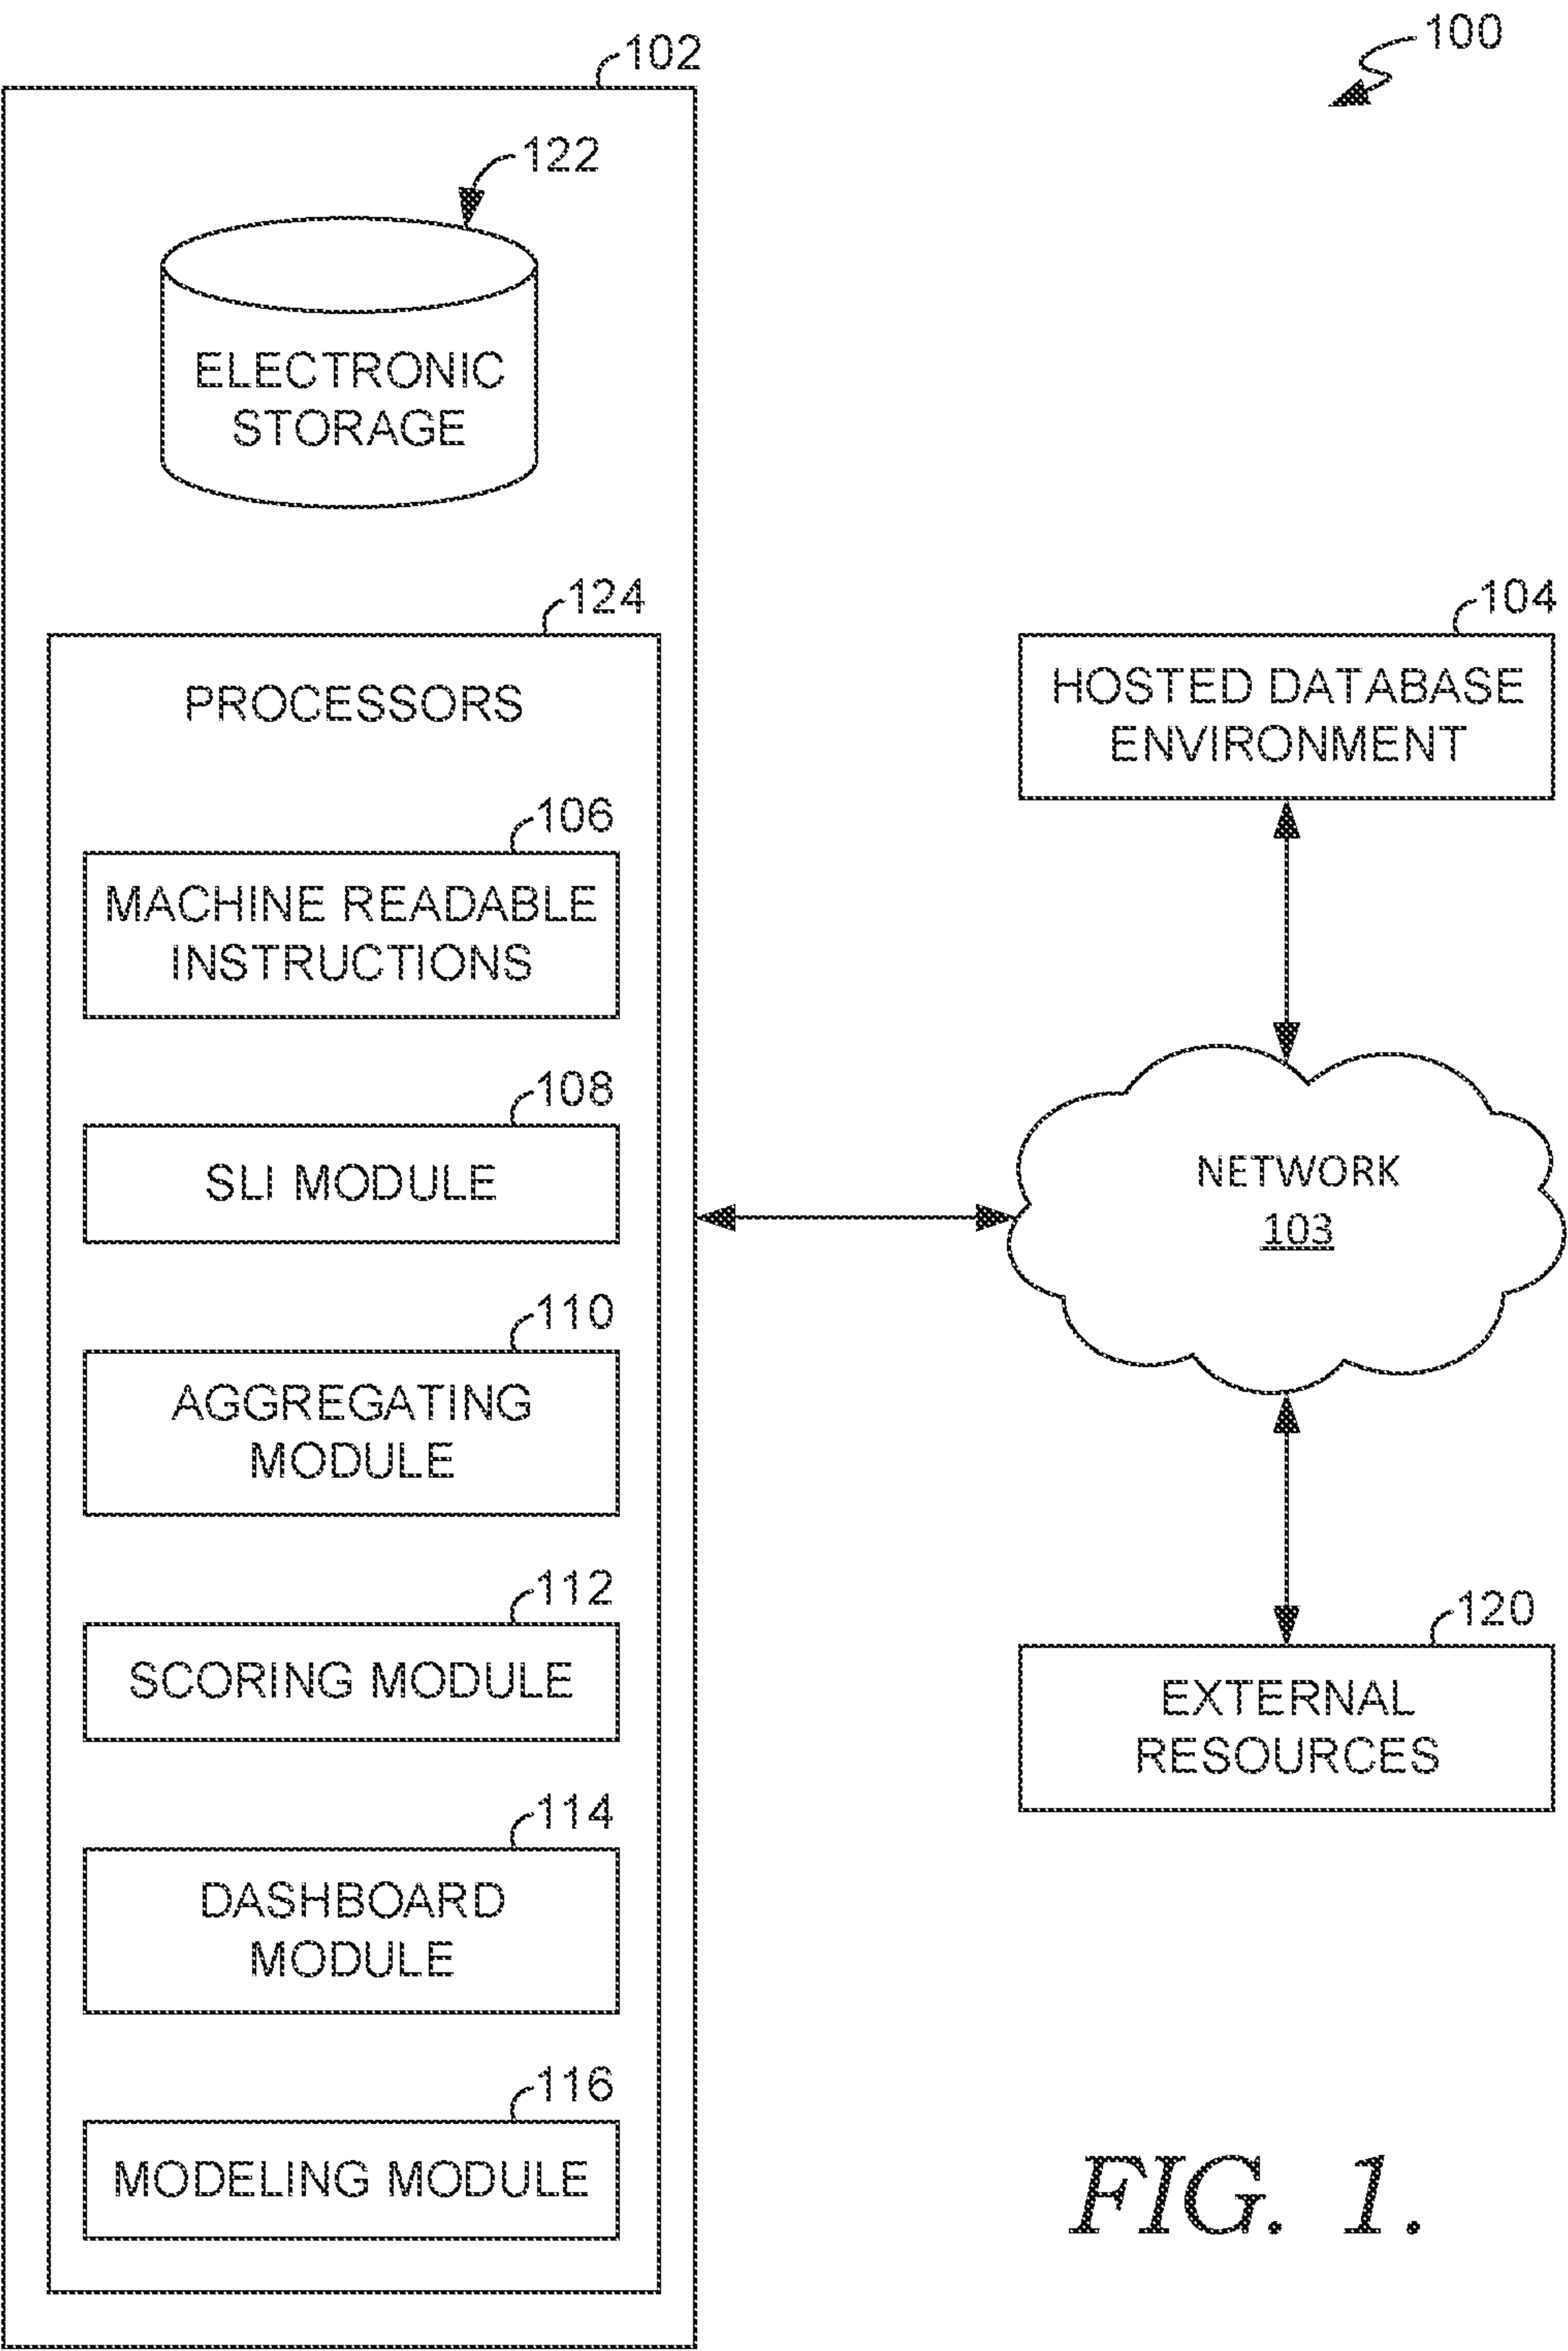 100
102
122
ELECTRONIC
STORAGE
124
PROCESSORS
106
MACHINE READABLE
INSTRUCTIONS
108
SLI MODULE
110
AGGREGATING
MODULE
112
SCORING MODULE
114
DASHBOARD
MODULE
116
MODELING MODULE
104
HOSTED DATABASE
ENVIRONMENT
NETWORK
103
120
EXTERNAL
RESOURCES
FIG. 1.